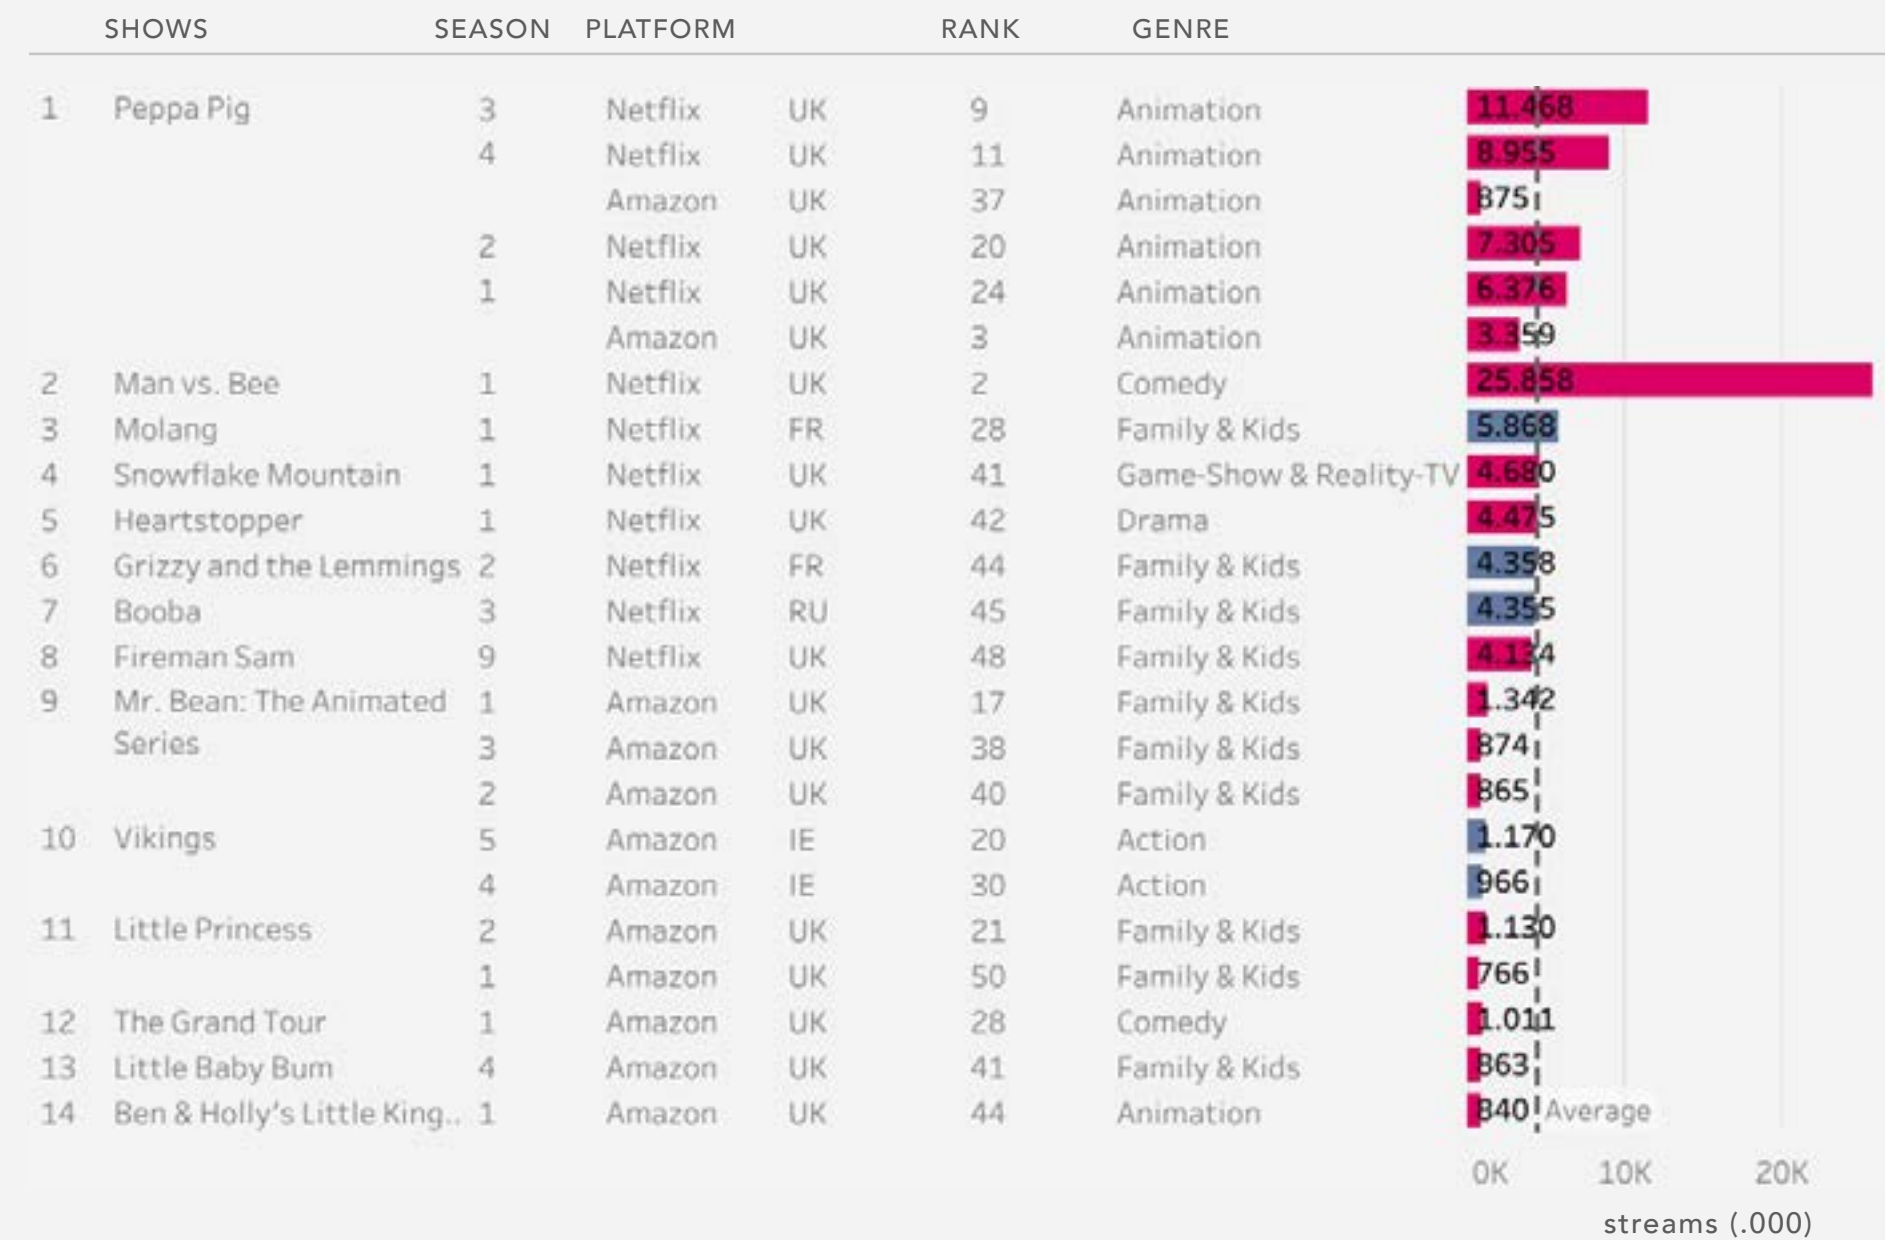 SHOWS SEASON PLATFORM RANK GENRE
1 Peppa Pig 3 Netflix UK 9 Animation 11.468
4 Netflix UK 11 Animation 8.955
Amazon UK 37 Animation 875
2 Netflix UK 20 Animation 7.305
1 Netflix UK 24 Animation 6.376
Amazon UK 3 Animation 3.359
2 Man vs. Bee 1 Netflix UK 2 Comedy 25.858
3 Molang 1 Netflix FR 28 Family & Kids 5.868
4 Snowflake Mountain 1 Netflix UK 41 Game-Show & Reality-TV 4.680
5 Heartstopper 1 Netflix UK 42 Drama 4.475
6 Grizzy and the Lemmings 2 Netflix FR 44 Family & Kids 4.358
7 Booba 3 Netflix RU 45 Family & Kids 4.355
8 Fireman Sam 9 Netflix UK 48 Family & Kids 4.134
9 Mr. Bean: The Animated 1 Amazon UK 17 Family & Kids 1.342
Series 3 Amazon UK 38 Family & Kids 874
2 Amazon UK 40 Family & Kids 865
10 Vikings 5 Amazon IE 20 Action 1.170
4 Amazon IE 30 Action 966
11 Little Princess 2 Amazon UK 21 Family & Kids 1.130
1 Amazon UK 50 Family & Kids 766
12 The Grand Tour 1 Amazon UK 28 Comedy 1.011
13 Little Baby Bum 4 Amazon UK 41 Family & Kids 863
14 Ben & Holly's Little King.. 1 Amazon UK 44 Animation 840 Average
0K 10K 20K
streams (.000)